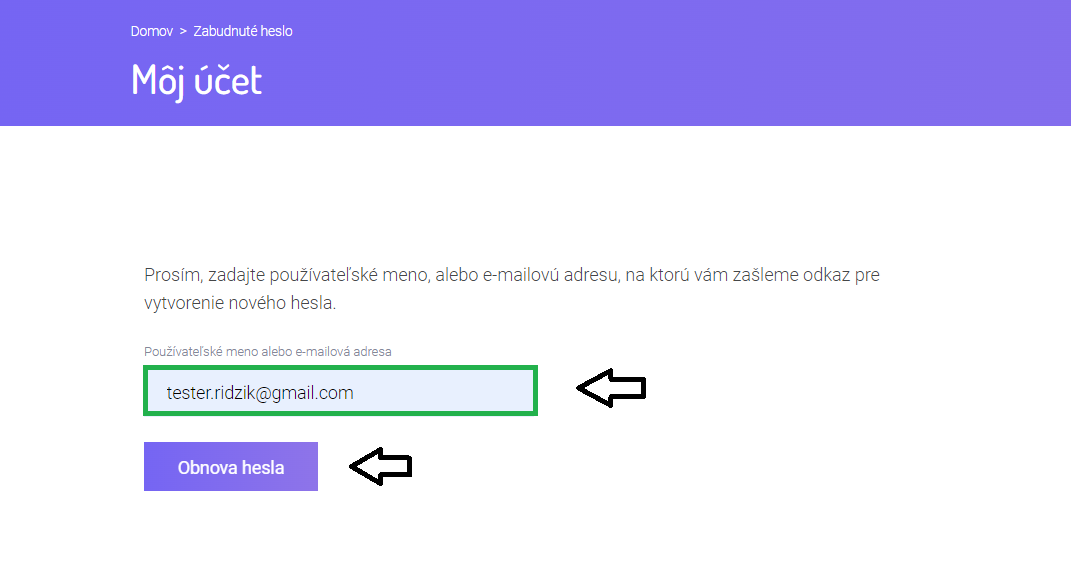 Domov > Zabudnuté heslo
Môj účet
Prosím, zadajte používateľské meno, alebo e-mailovú adresu, na ktorú vám zašleme odkaz pre
vytvorenie nového hesla.
Používateľské meno alebo e-mailová adresa
tester.ridzik@gmail.com
Obnova hesla